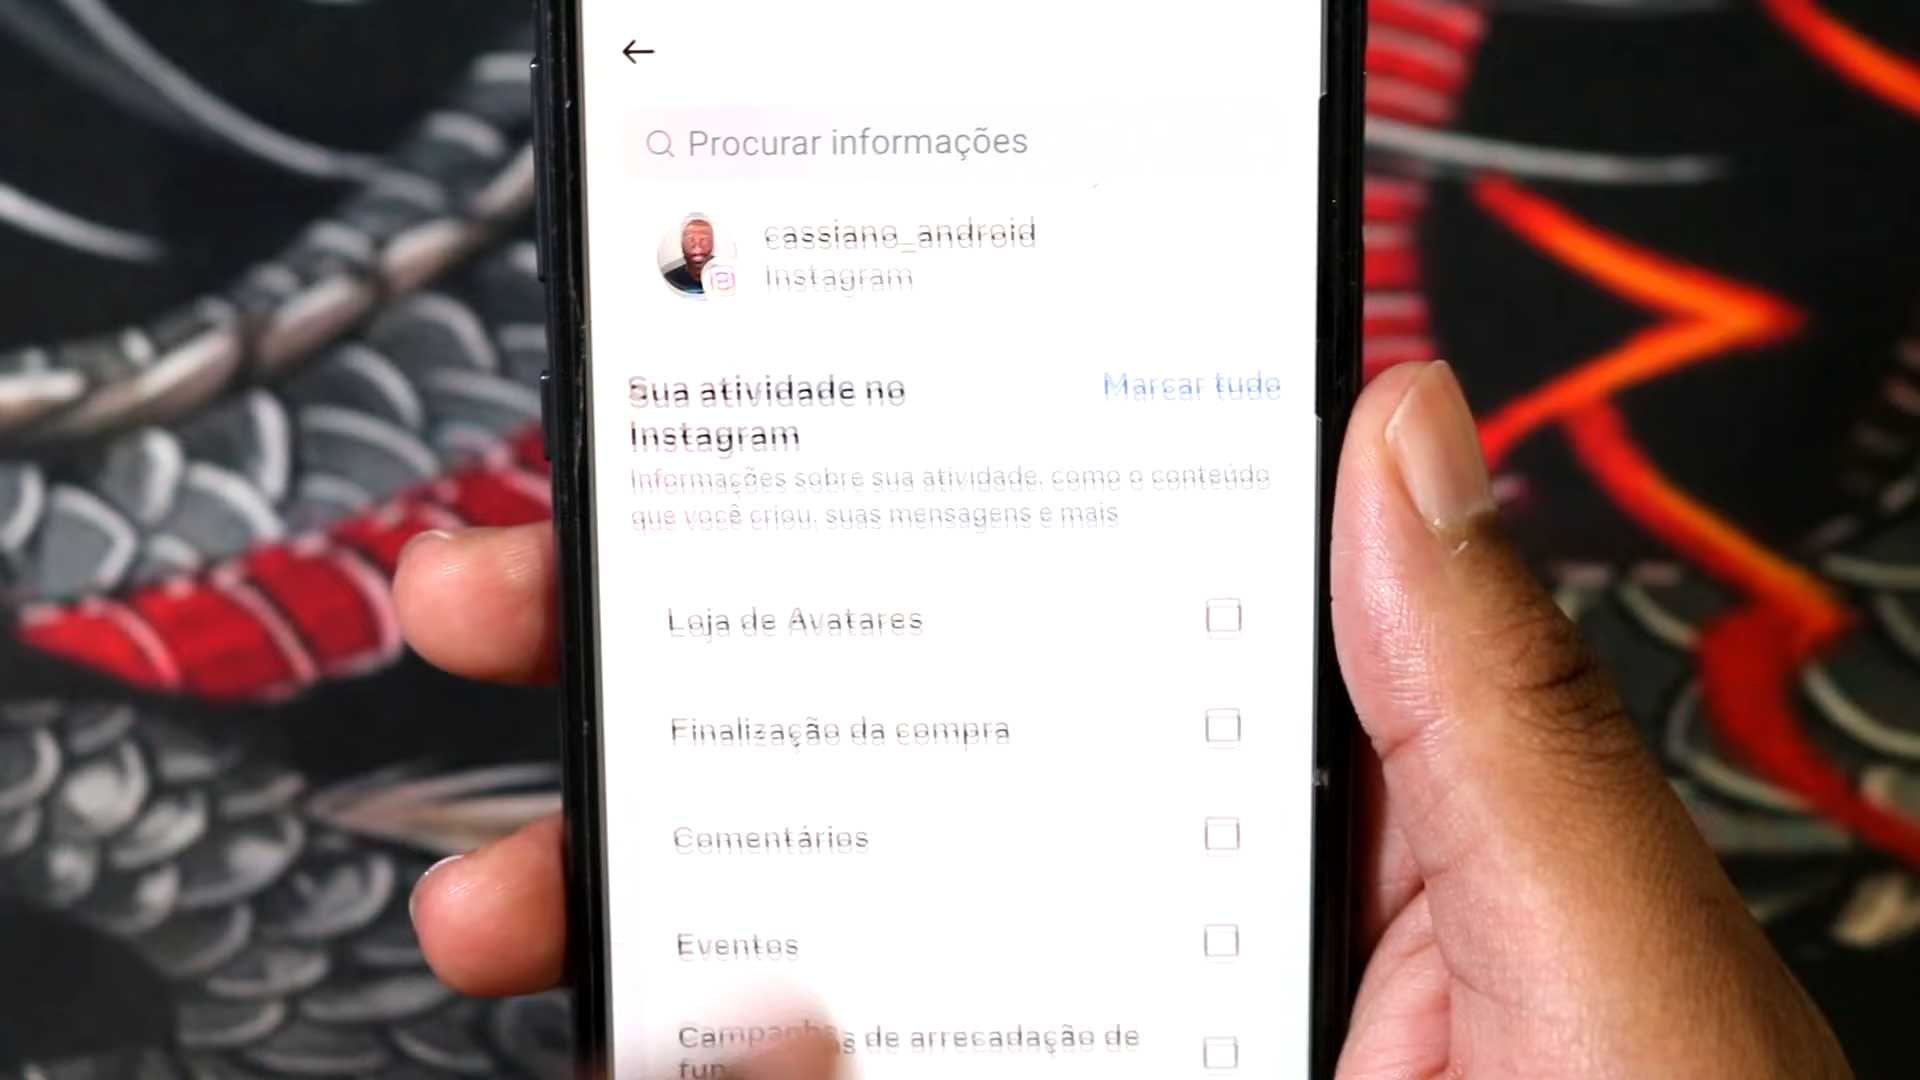 Procurar informações
cassiano_android
Instagram
Sua atividade no
Marcar tudo
Instagram
Informações sobre sua atividade, como o conteúdo
que você criou, suas mensagens e mais
Loja de Avatares
Finalização da compra
Comentários
Eventos
de arrecadação de